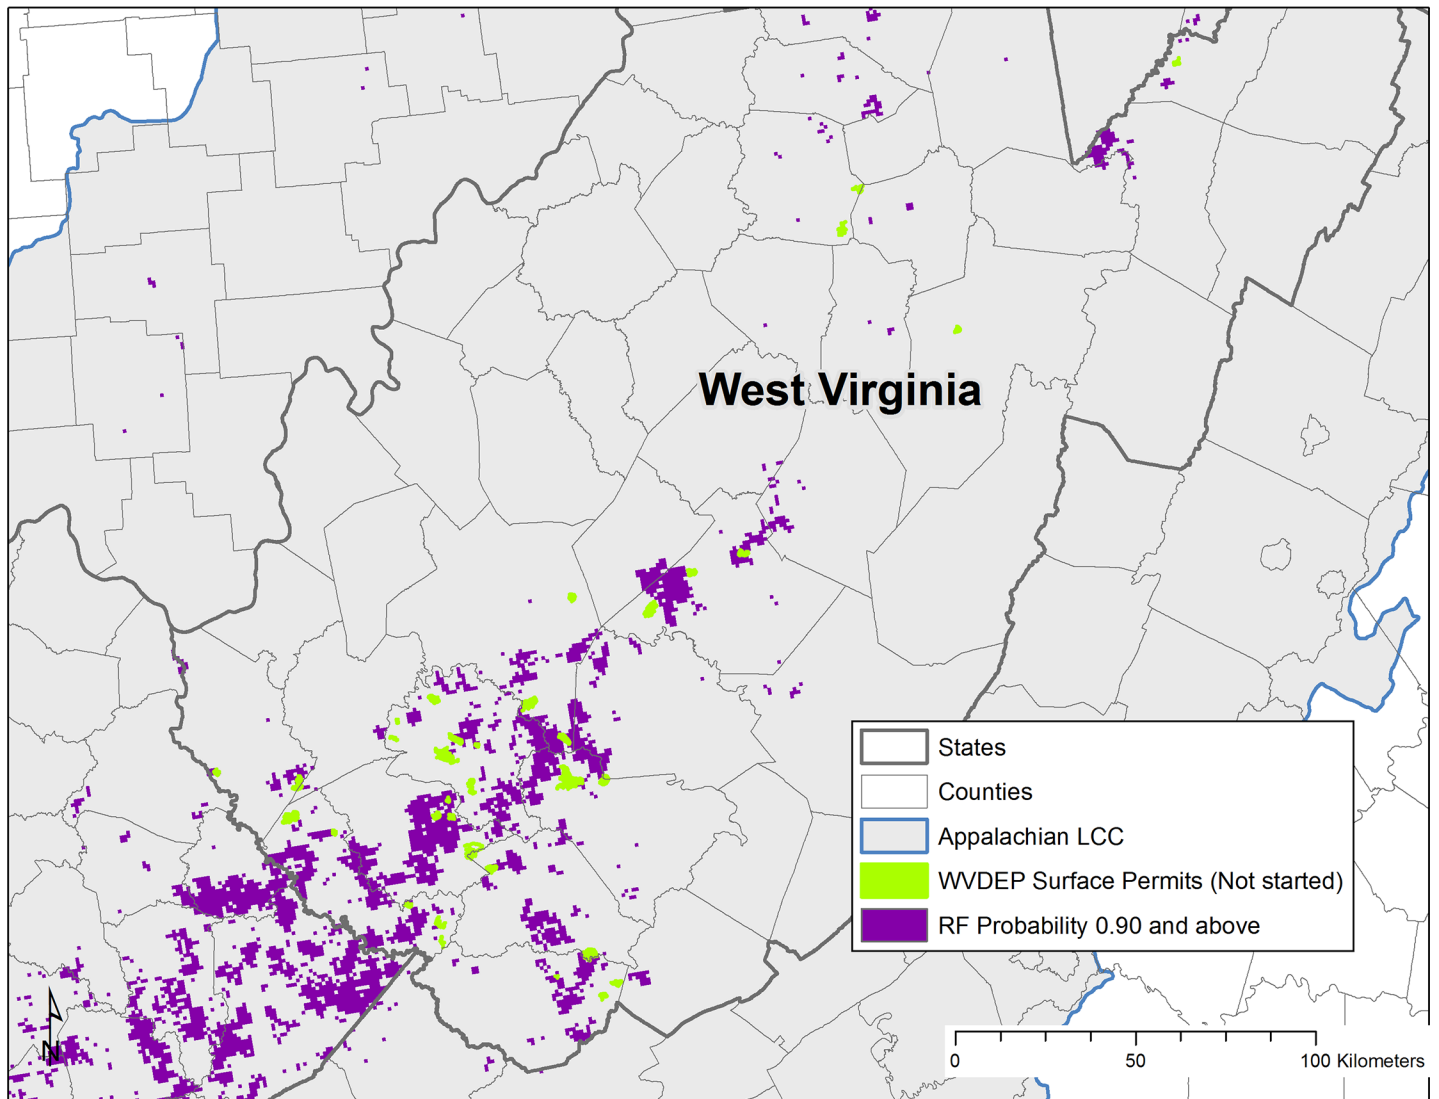 West Virginia
States
Counties
Appalachian LCC
WVDEP Surface Permits (Not started)
RF Probability 0.90 and above
N
0 50 100 Kilometers